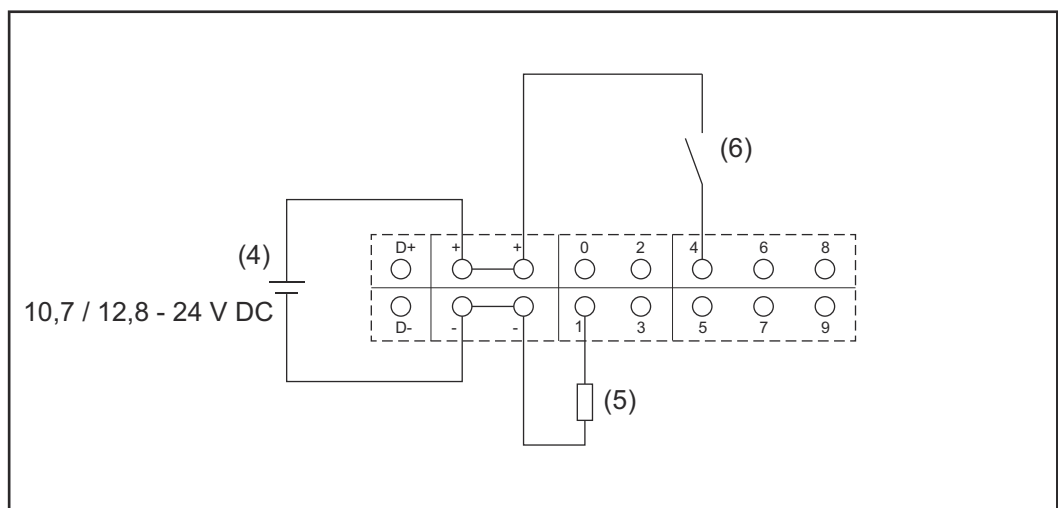 (6)
D+ + + 0 2 4 6 8
(4)
10,7 / 12,8 - 24 V DC
D- - - 1 3 5 7 9
(5)